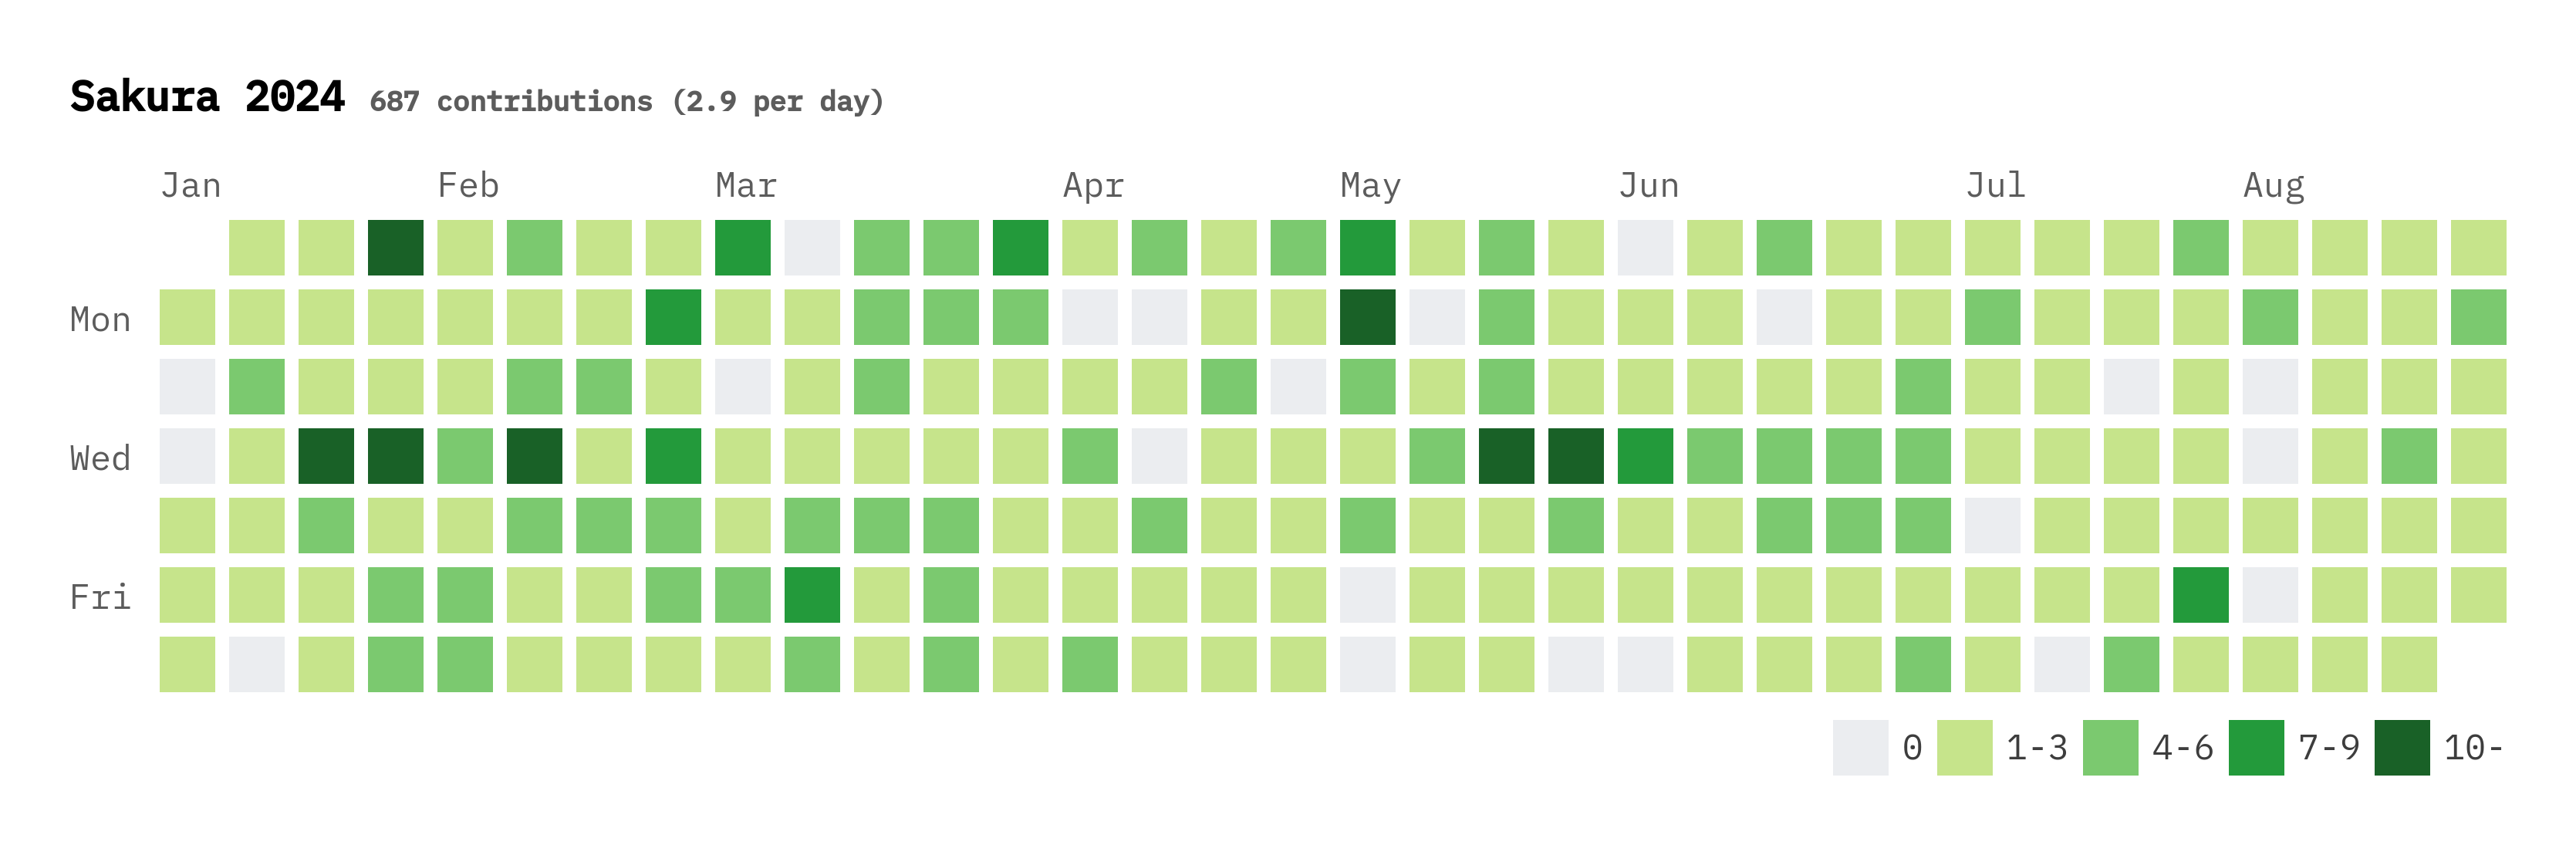 Sakura 2024 687 contributions (2.9 per day)
Jan Feb Mar Apr May Jun Jul Aug
Mon
Wed
Fri
0 1-3 4-6 7-9 10-